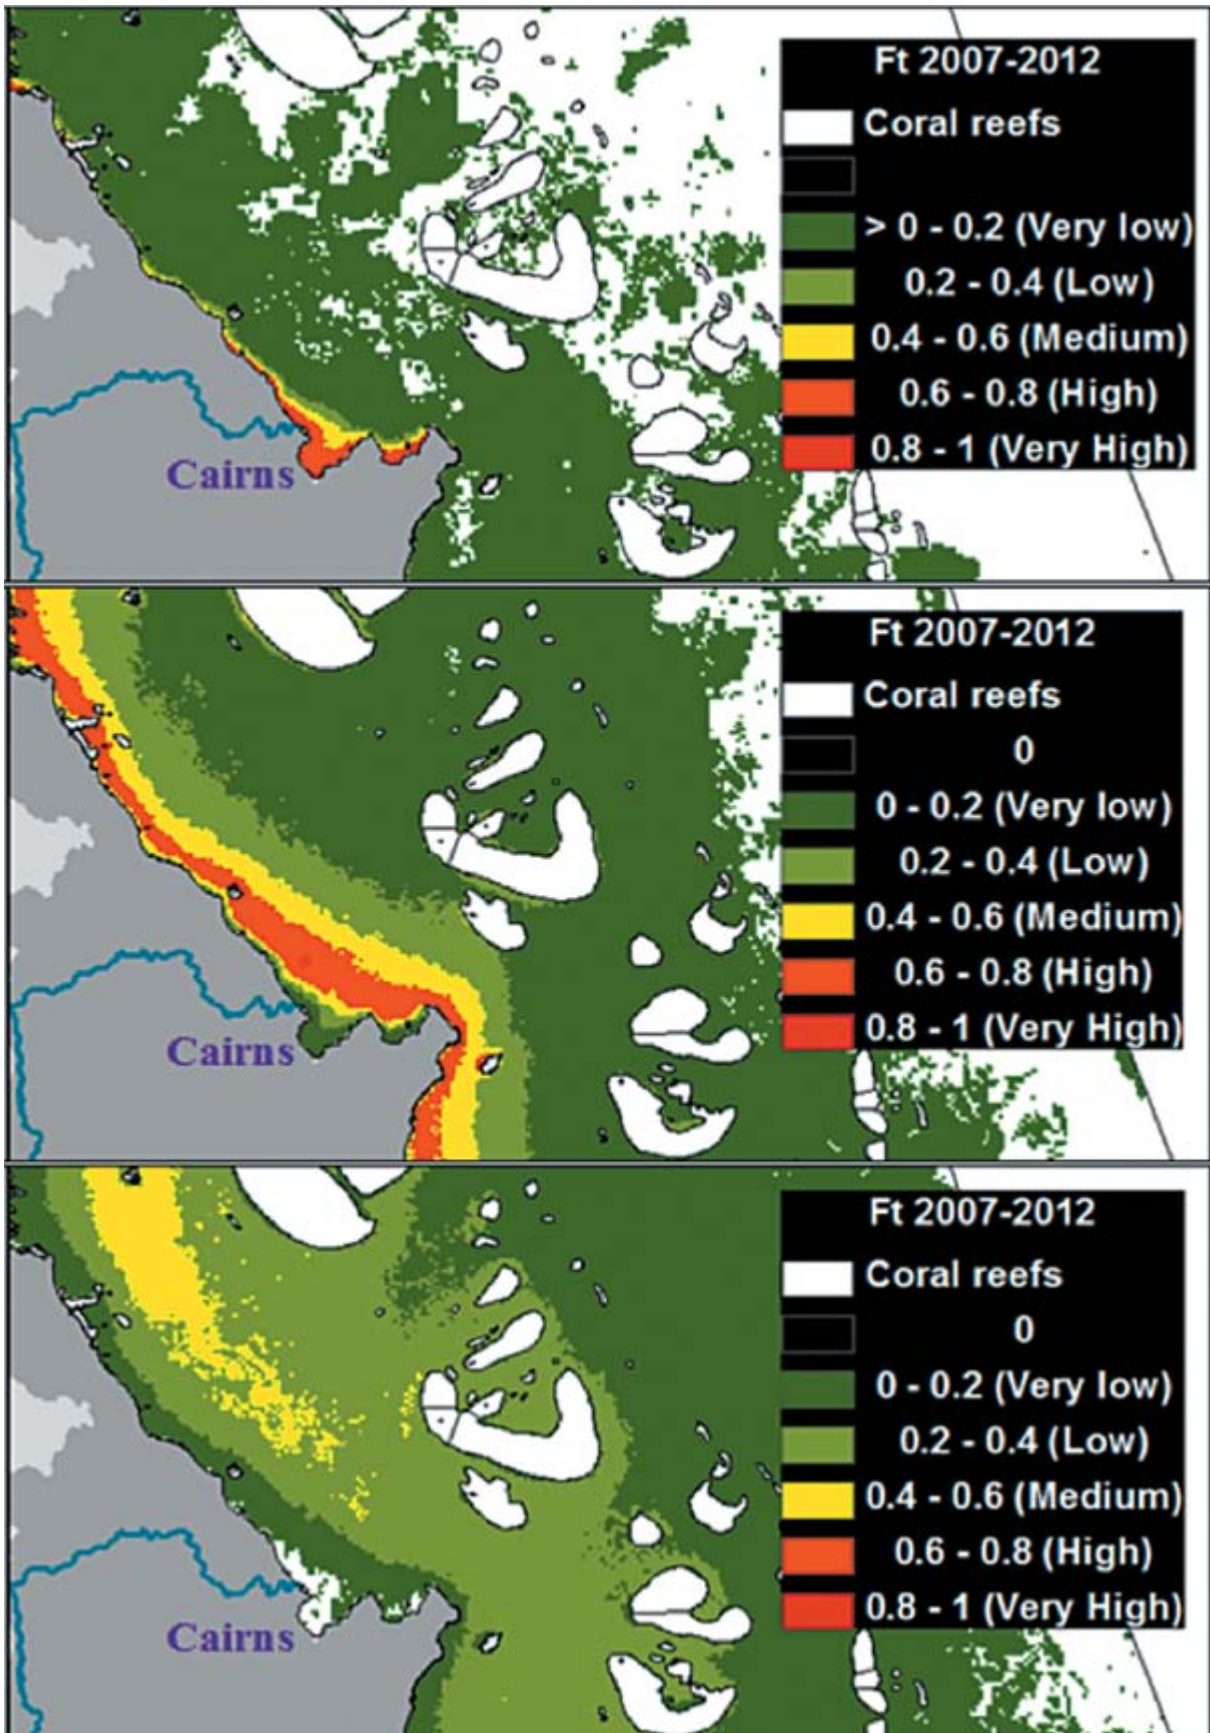 Ft 2007-2012
Coral reefs
> 0 - 0.2 (Very low)
0.2 - 0.4 (Low)
0.4 - 0.6 (Medium)
0.6 - 0.8 (High)
0.8 - 1 (Very High)
Cairns
Ft 2007-2012
Coral reefs
0
0 - 0.2 (Very low)
0.2 - 0.4 (Low)
0.4 - 0.6 (Medium)
0.6 - 0.8 (High)
0.8 - 1 (Very High)
Cairns
Ft 2007-2012
Coral reefs
0
0 - 0.2 (Very low)
0.2 - 0.4 (Low)
0.4 - 0.6 (Medium)
0.6 - 0.8 (High)
0.8 - 1 (Very High)
Cairns